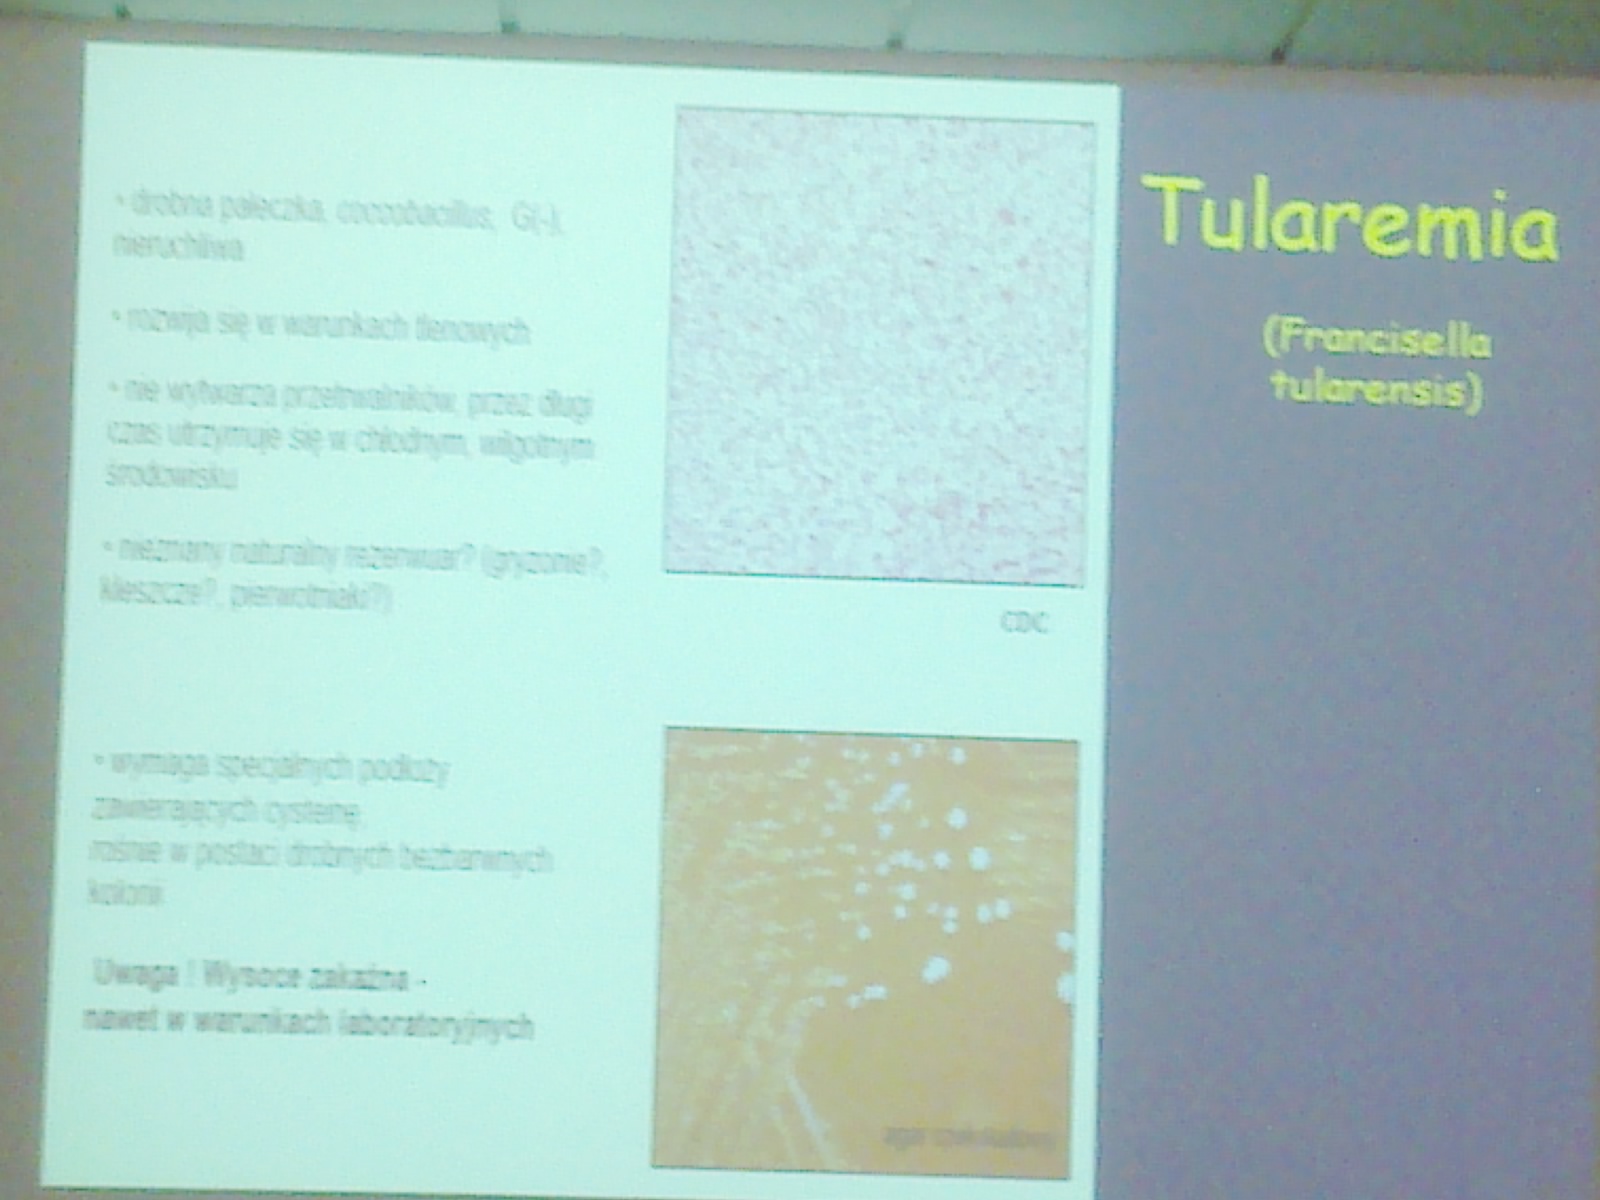 • drobna pałeczka, coccobacillus, G(-),
nieruchliwa
• rozwija się w warunkach tlenowych
• nie wytwarza przetrwalników, przez długi
czas utrzymuje się w chłodnym, wilgotnym
środowisku
• nieznany naturalny rezerwuar? (gryzonie?,
kleszcze?, pierwotniaki?)
CDC
• wymaga specjalnych podłoży
zawierających cysteinę,
rośnie w postaci drobnych bezbarwnych
kolonii
Uwaga ! Wysoce zakaźna -
nawet w warunkach laboratoryjnych
agar czekoladowy
Tularemia
(Francisella
tularensis)